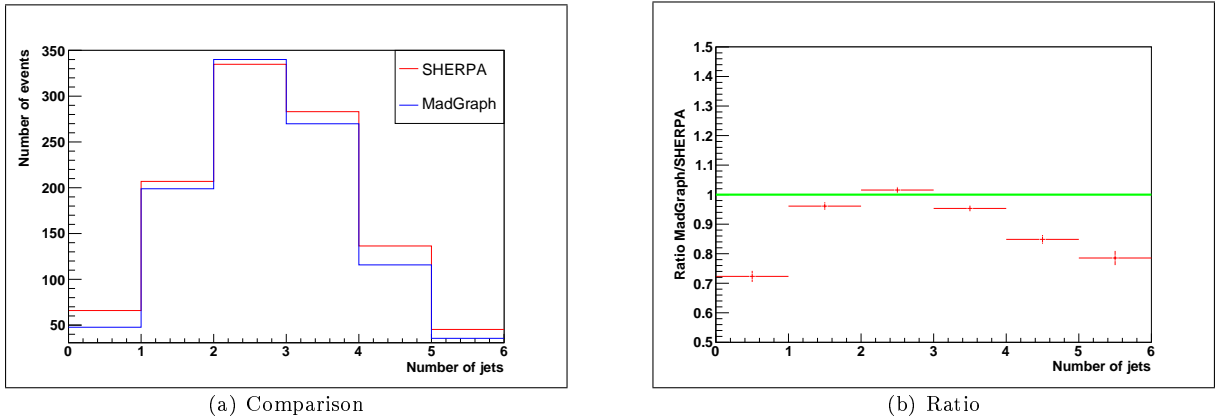 Number of events
350
300
250
200
150
100
50
SHERPA
MadGraph
0 1 2 3 4 5 6
Number of jets
(a) Comparison
Ratio MadGraph/SHERPA
1.5
1.4
1.3
1.2
1.1
1
0.9
0.8
0.7
0.6
0.5
0 1 2 3 4 5 6
Number of jets
(b) Ratio